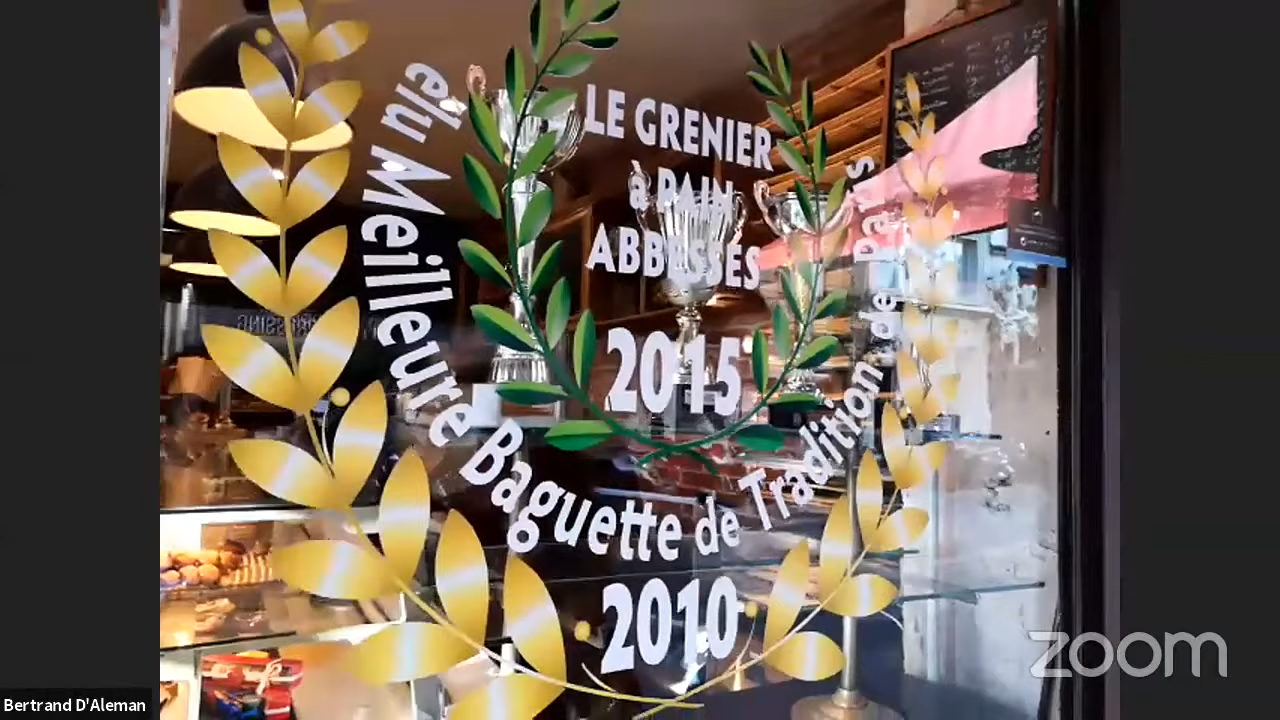 LE GRENIER
à PAIN
ABBESSES
2015
élu Meilleure Baguette de Tradition de Paris
2010
zoom
Bertrand D'Aleman